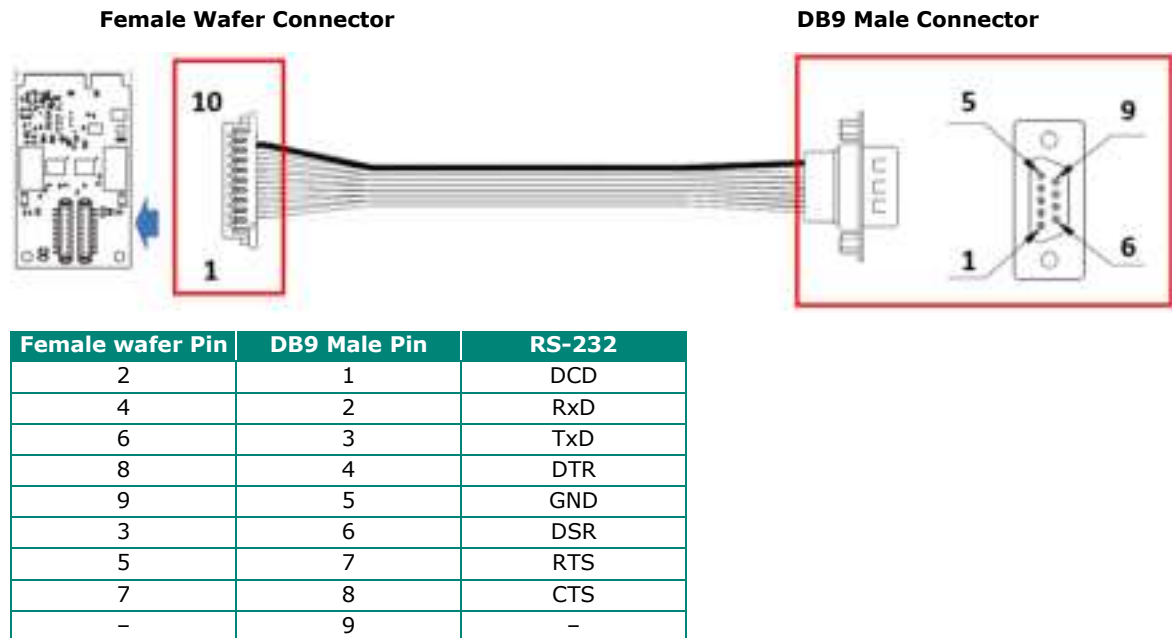 Female Wafer Connector DB9 Male Connector
10 5 9
8
1 1 6
Female wafer Pin DB9 Male Pin RS-232
2 1 DCD
4 2 RxD
6 3 TxD
8 4 DTR
9 5 GND
3 6 DSR
5 7 RTS
7 8 CTS
– 9 –